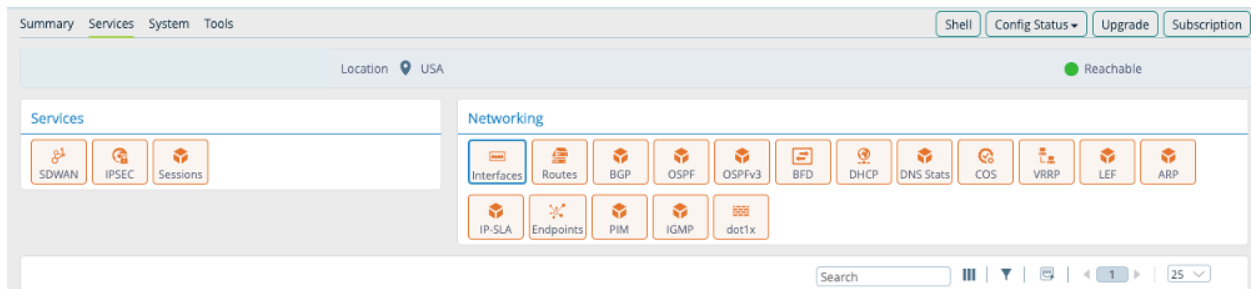 Summary Services System Tools Shell Config Status Upgrade Subscription
Location USA Reachable
Services
SDWAN IPSEC Sessions
Networking
Interfaces Routes BGP OSPF OSPFv3 BFD DHCP DNS Stats COS VRRP LEF ARP
IP-SLA Endpoints PIM IGMP dot1x
Search 1 25